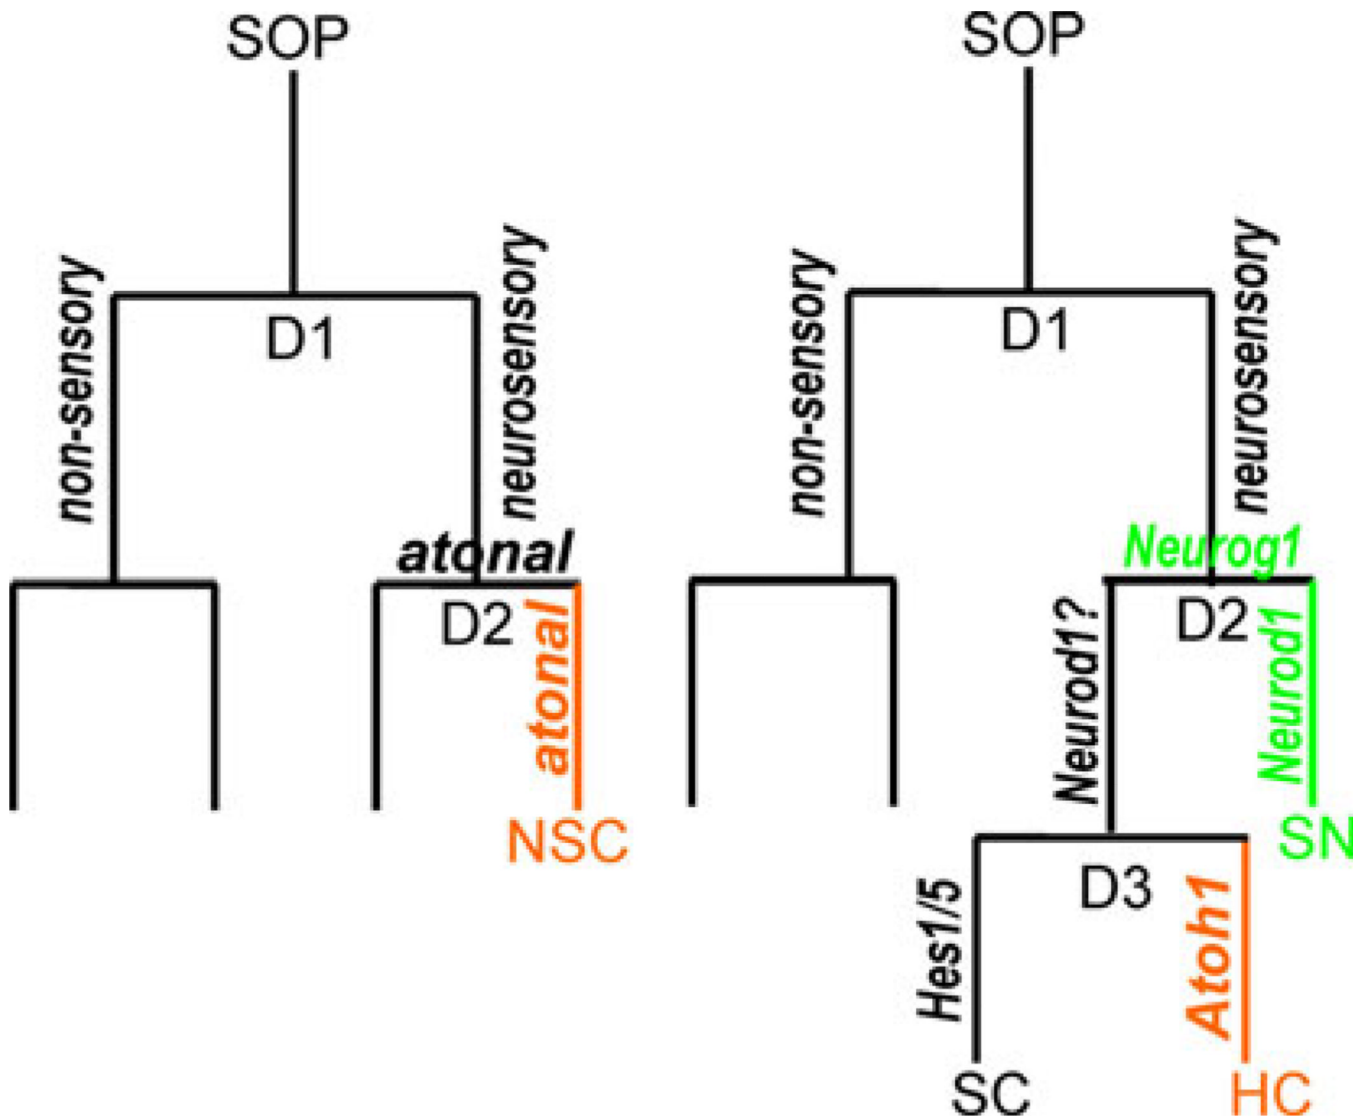 SOP
non-sensory
neurosensory
D1
atonal
D2
atonal
NSC
SOP
non-sensory
neurosensory
D1
Neurog1
Neurod1?
D2
Neurod1
SN
Hes1/5
D3
Atoh1
SC
HC